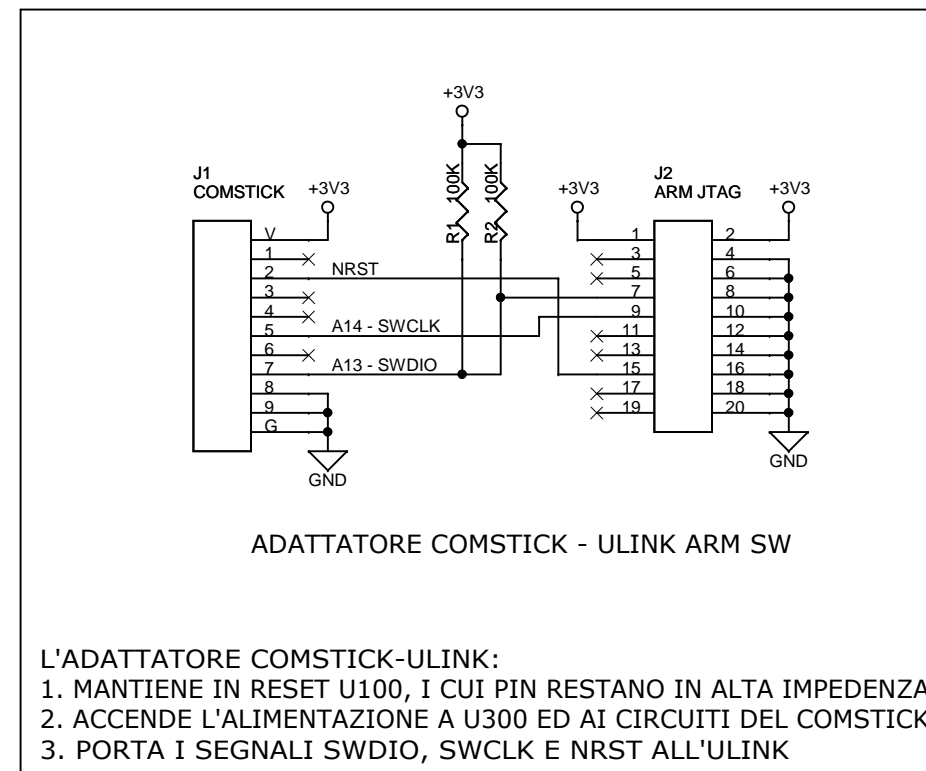 +3V3
J1
COMSTICK
+3V3
R1 100K
R2 100K
+3V3
J2
ARM JTAG
+3V3
V
1
2
3
4
5
6
7
8
9
G
NRST
A14 - SWCLK
A13 - SWDIO
1
3
5
7
9
11
13
15
17
19
2
4
6
8
10
12
14
16
18
20
GND
GND
ADATTATORE COMSTICK - ULINK ARM SW
L'ADATTATORE COMSTICK-ULINK:
1. MANTIENE IN RESET U100, I CUI PIN RESTANO IN ALTA IMPEDENZA
2. ACCENDE L'ALIMENTAZIONE A U300 ED AI CIRCUITI DEL COMSTICK
3. PORTA I SEGNALI SWDIO, SWCLK E NRST ALL'ULINK